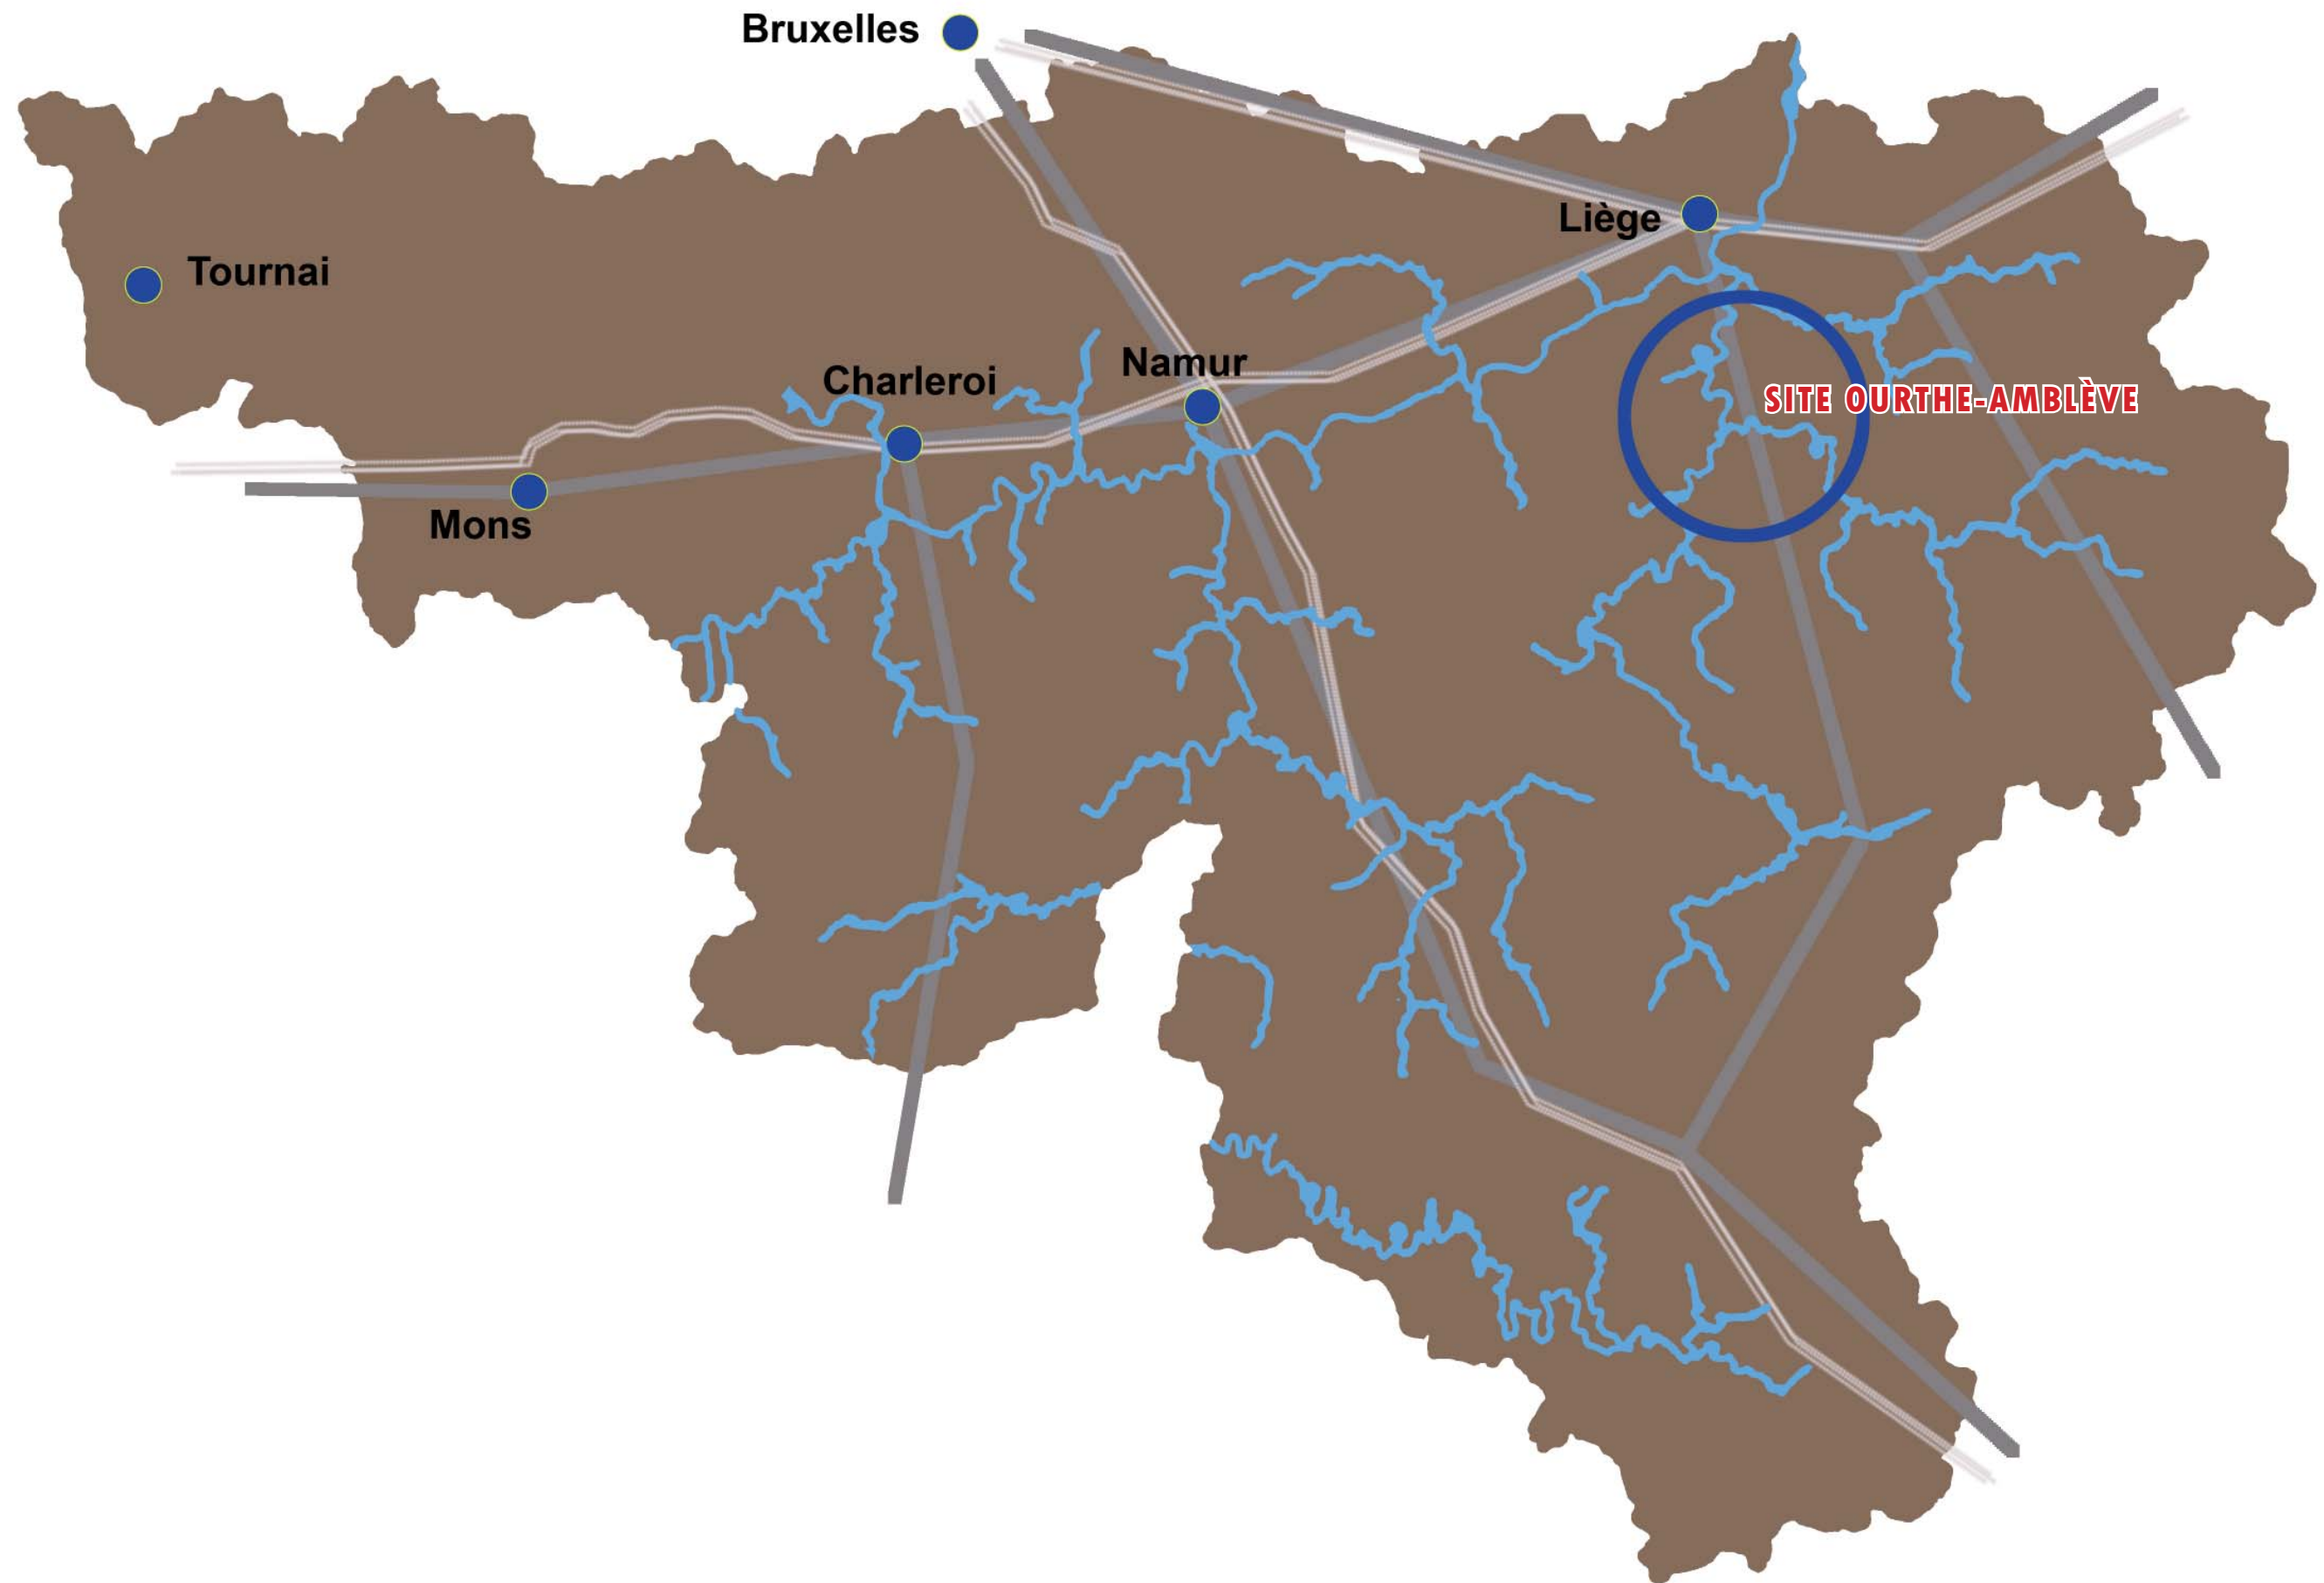 Bruxelles
Liège
Tournai
Namur
Charleroi
SITE OURTHE-AMBLÈVE
Mons